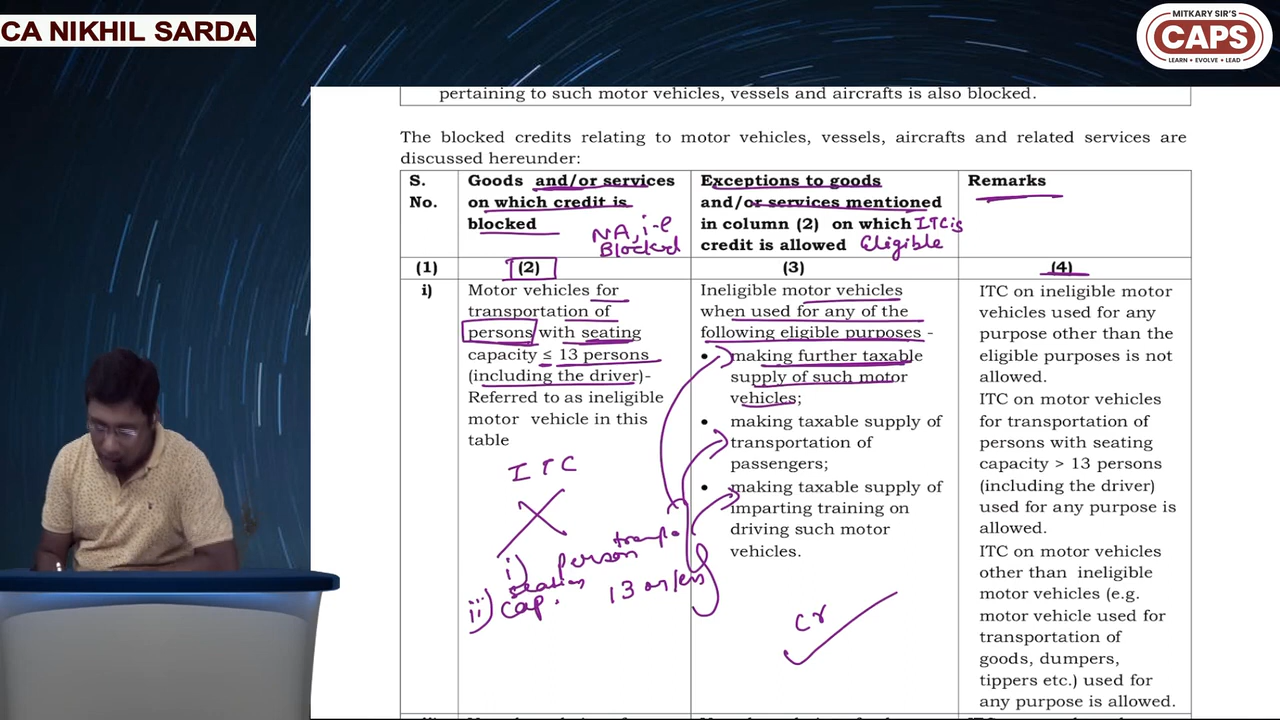 CA NIKHIL SARDA
MITKARY SIR'S
CAPS
LEARN • EVOLVE • LEAD
pertaining to such motor vehicles, vessels and aircrafts is also blocked.
The blocked credits relating to motor vehicles, vessels, aircrafts and related services are
discussed hereunder:
S.
No.
Goods and/or services
on which credit is
blocked
NA, i-e
Blocked
Exceptions to goods
and/or services mentioned
in column (2) on which ITC is
credit is allowed Eligible
Remarks
(1)
(2)
(3)
(4)
i)
Motor vehicles for
transportation of
persons with seating
capacity ≤ 13 persons
(including the driver)-
Referred to as ineligible
motor vehicle in this
table
ITC
i) person transpo
ii) seating cap. 13 or less
Ineligible motor vehicles
when used for any of the
following eligible purposes -
• making further taxable
supply of such motor
vehicles;
• making taxable supply of
transportation of
passengers;
• making taxable supply of
imparting training on
driving such motor
vehicles.
cr
ITC on ineligible motor
vehicles used for any
purpose other than the
eligible purposes is not
allowed.
ITC on motor vehicles
for transportation of
persons with seating
capacity > 13 persons
(including the driver)
used for any purpose is
allowed.
ITC on motor vehicles
other than ineligible
motor vehicles (e.g.
motor vehicle used for
transportation of
goods, dumpers,
tippers etc.) used for
any purpose is allowed.